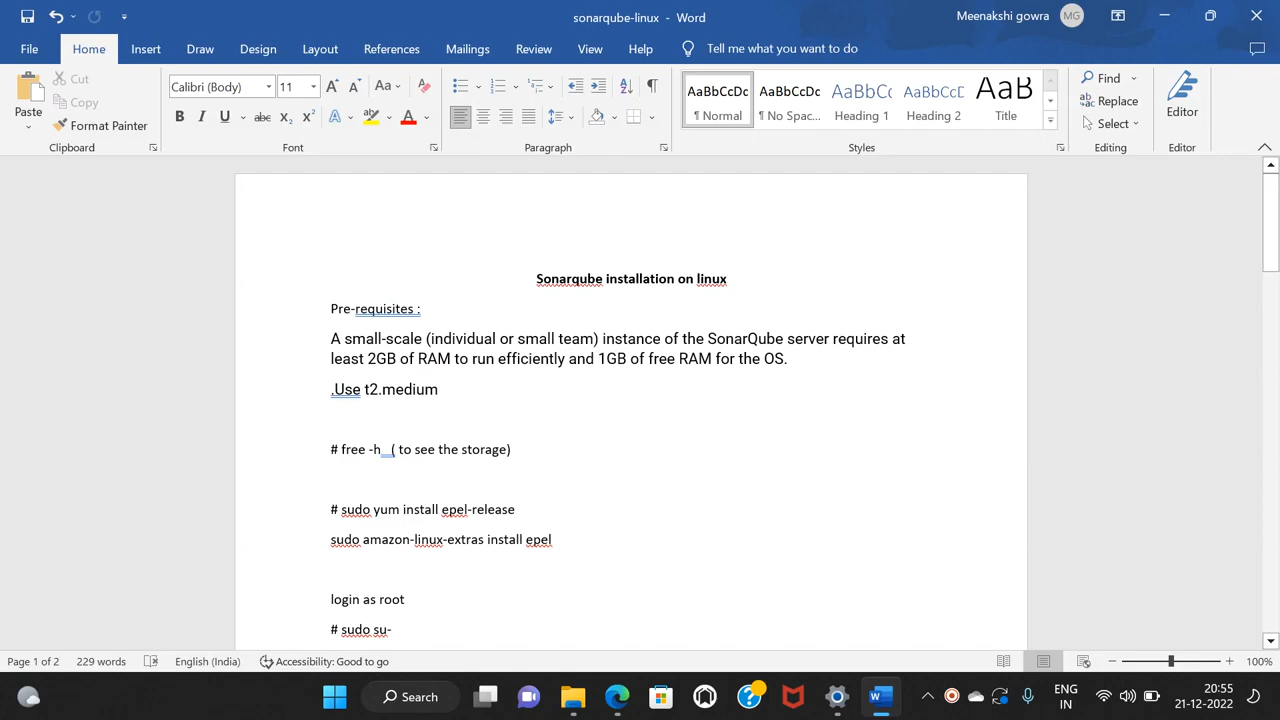 sonarqube-linux - Word
Meenakshi gowra
MG
File
Home
Insert
Draw
Design
Layout
References
Mailings
Review
View
Help
Tell me what you want to do
Paste
Cut
Copy
Format Painter
Clipboard
Calibri (Body)
11
Font
Paragraph
AaBbCcDc
¶ Normal
AaBbCcDc
¶ No Spac...
AaBbCc
Heading 1
AaBbCcD
Heading 2
AaB
Title
Styles
Find
Replace
Select
Editing
Editor
Editor
Sonarqube installation on linux
Pre-requisites :
A small-scale (individual or small team) instance of the SonarQube server requires at
least 2GB of RAM to run efficiently and 1GB of free RAM for the OS.
.Use t2.medium
# free -h ( to see the storage)
# sudo yum install epel-release
sudo amazon-linux-extras install epel
login as root
# sudo su-
Page 1 of 2
229 words
English (India)
Accessibility: Good to go
100%
Search
ENG
IN
20:55
21-12-2022